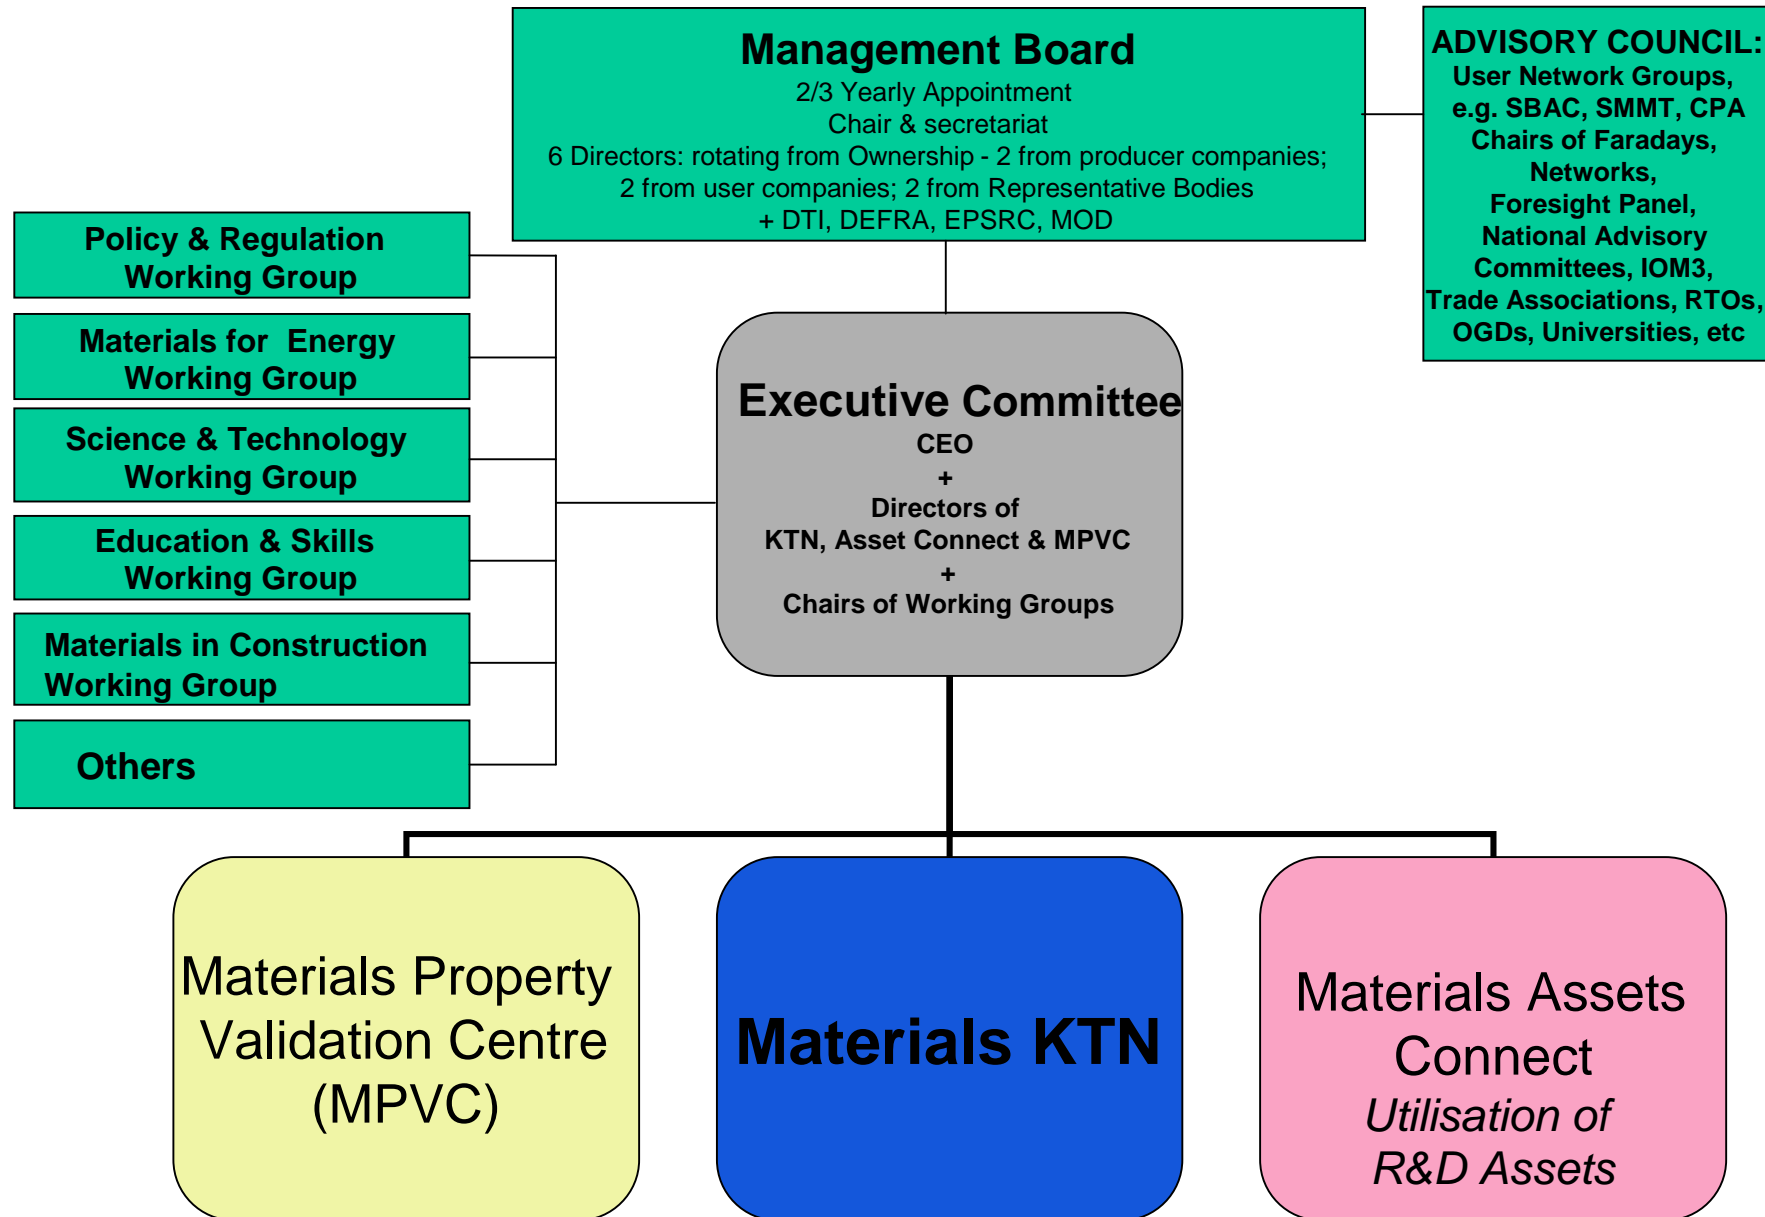 Management Board
2/3 Yearly Appointment
Chair & secretariat
6 Directors: rotating from Ownership - 2 from producer companies;
2 from user companies; 2 from Representative Bodies
+ DTI, DEFRA, EPSRC, MOD
ADVISORY COUNCIL:
User Network Groups,
e.g. SBAC, SMMT, CPA
Chairs of Faradays,
Networks,
Foresight Panel,
National Advisory
Committees, IOM3,
Trade Associations, RTOs,
OGDs, Universities, etc
Policy & Regulation
Working Group
Materials for Energy
Working Group
Science & Technology
Working Group
Education & Skills
Working Group
Materials in Construction
Working Group
Others
Executive Committee
CEO
+
Directors of
KTN, Asset Connect & MPVC
+
Chairs of Working Groups
Materials Property
Validation Centre
(MPVC)
Materials KTN
Materials Assets
Connect
Utilisation of
R&D Assets